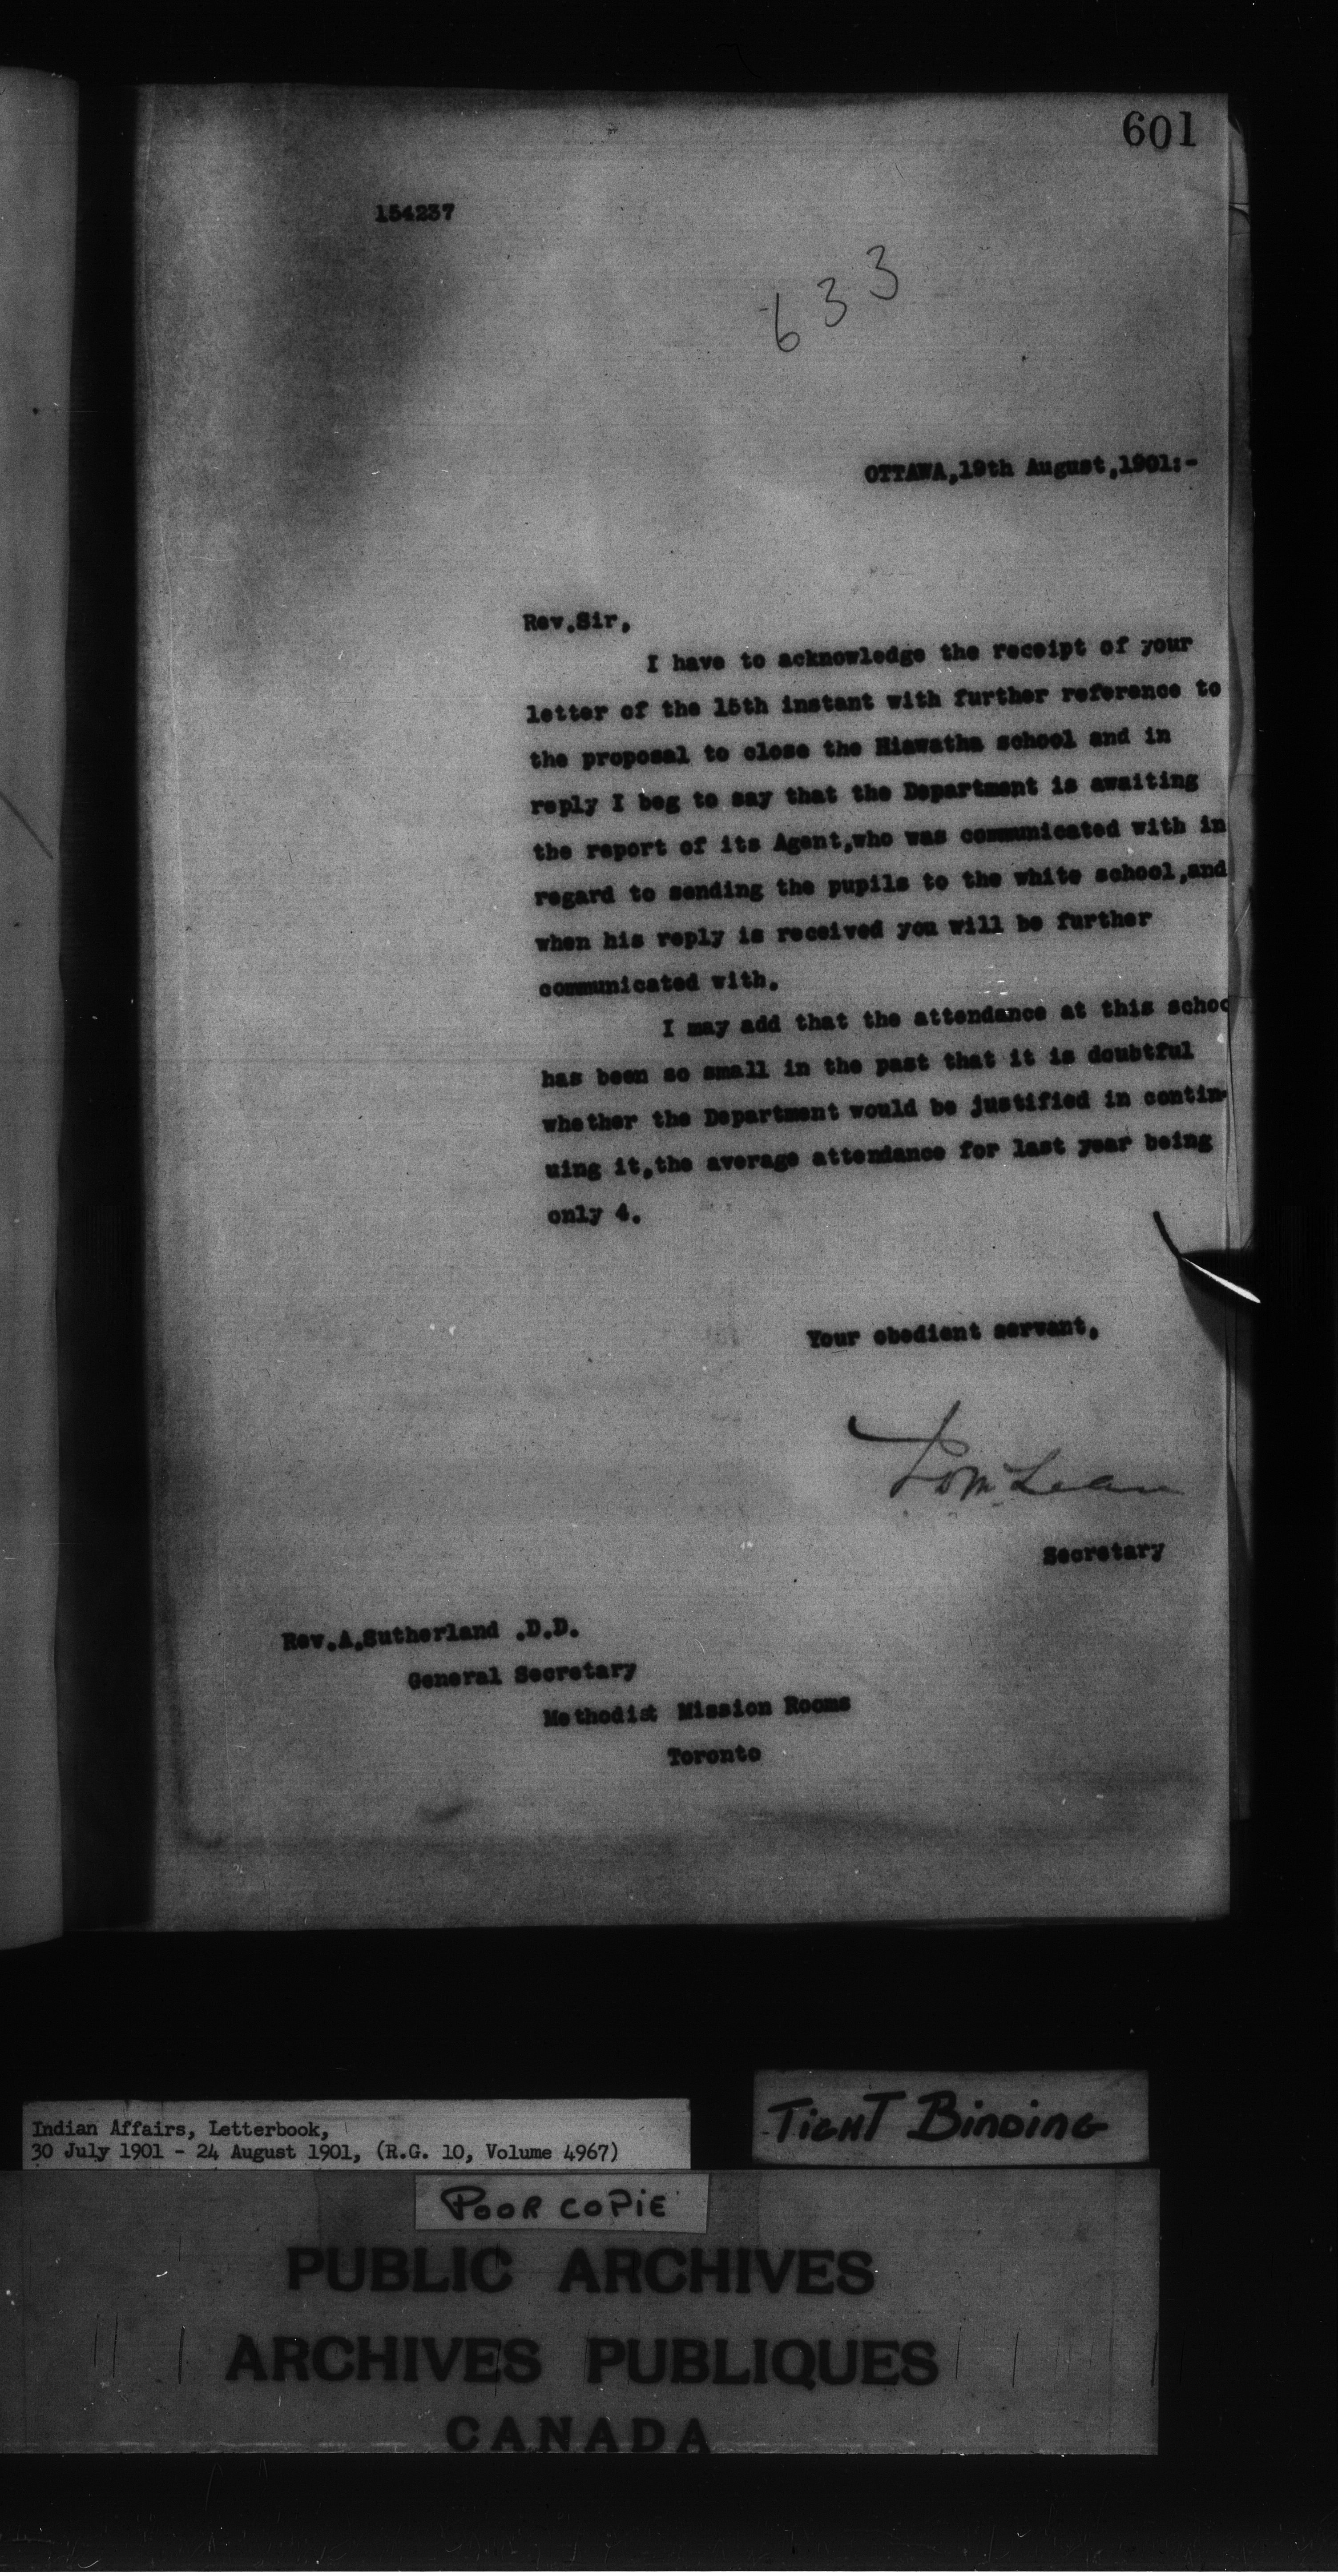 601
154237
633
OTTAWA,19th August,1901:-
Rev.Sir,
I have to acknowledge the receipt of your
letter of the 15th instant with further reference to
the proposal to close the Hiawatha school and in
reply I beg to say that the Department is awaiting
the report of its Agent,who was communicated with in
regard to sending the pupils to the white school,and
when his reply is received you will be further
communicated with.
I may add that the attendance at this schoo
has been so small in the past that it is doubtful
whether the Department would be justified in contin-
uing it,the average attendance for last year being
only 4.
Your obedient servant,
McLean
Secretary
Rev.A.Sutherland .D.D.
General Secretary
Methodist Mission Rooms
Toronto
Indian Affairs, Letterbook,
30 July 1901 - 24 August 1901, (R.G. 10, Volume 4967)
TIGHT BINDING
POOR COPIE
PUBLIC ARCHIVES
ARCHIVES PUBLIQUES
CANADA